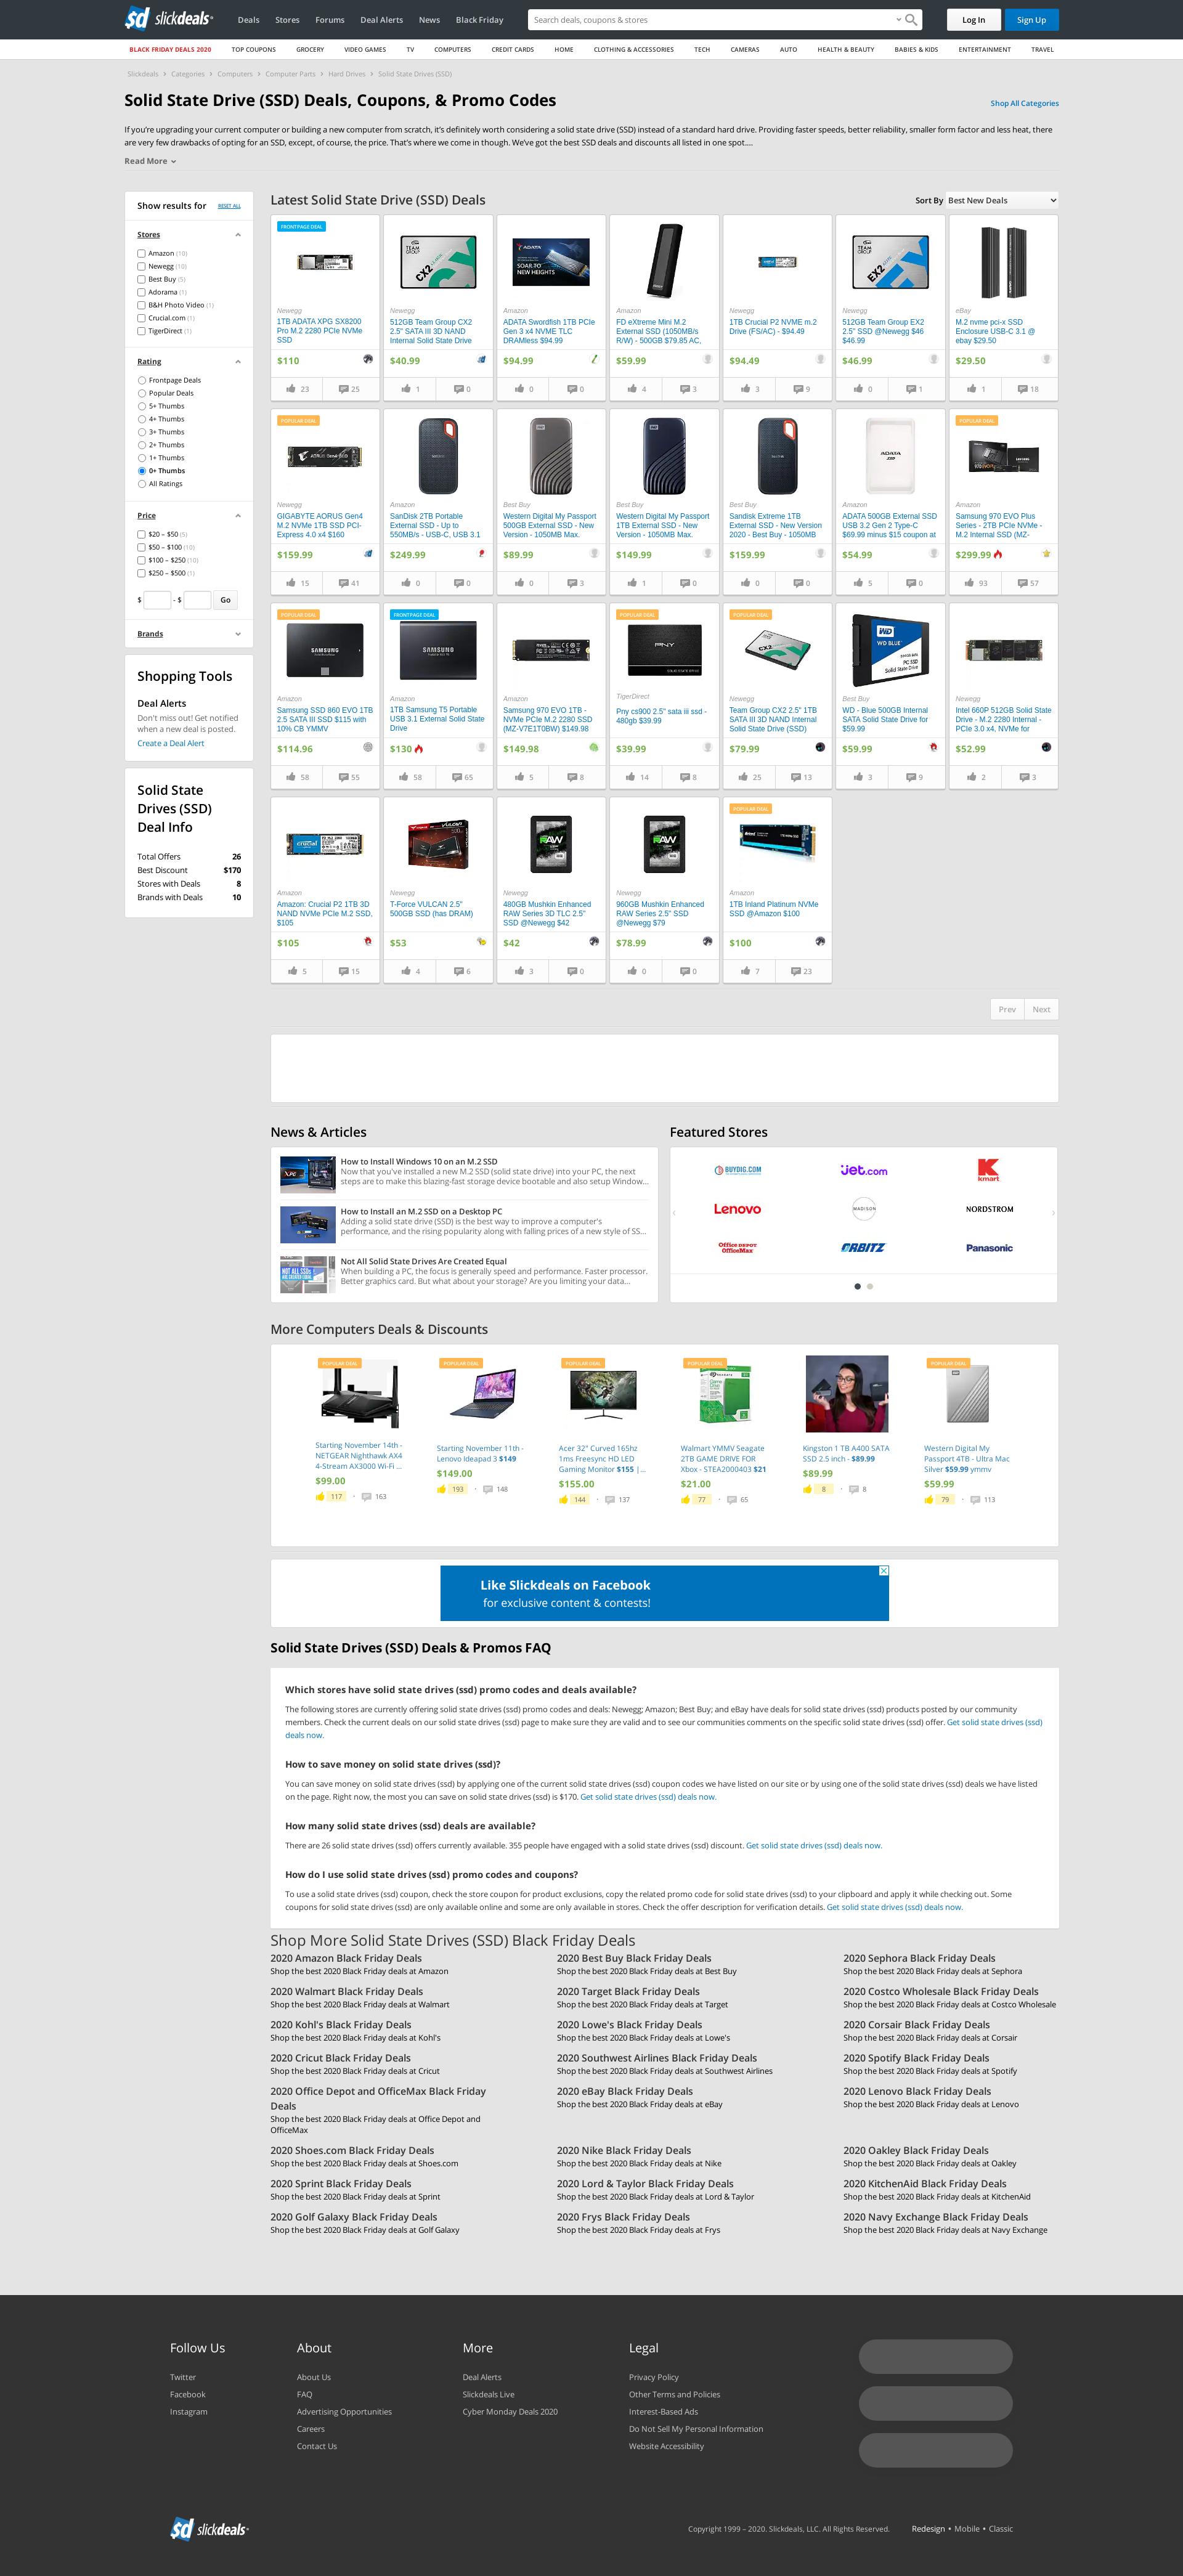 slickdeals
Deals
Stores
Forums
Deal Alerts
News
Black Friday
Search deals, coupons & stores
Log In
Sign Up
BLACK FRIDAY DEALS 2020
TOP COUPONS
GROCERY
VIDEO GAMES
TV
COMPUTERS
CREDIT CARDS
HOME
CLOTHING & ACCESSORIES
TECH
CAMERAS
AUTO
HEALTH & BEAUTY
BABIES & KIDS
ENTERTAINMENT
TRAVEL
Slickdeals > Categories > Computers > Computer Parts > Hard Drives > Solid State Drives (SSD)
Solid State Drive (SSD) Deals, Coupons, & Promo Codes
Shop All Categories
If you're upgrading your current computer or building a new computer from scratch, it's definitely worth considering a solid state drive (SSD) instead of a standard hard drive. Providing faster speeds, better reliability, smaller form factor and less heat, there
are very few drawbacks of opting for an SSD, except, of course, the price. That's where we come in though. We've got the best SSD deals and discounts all listed in one spot....
Read More
Show results for
RESET ALL
Stores
Amazon (10)
Newegg (10)
Best Buy (5)
Adorama (1)
B&H Photo Video (1)
Crucial.com (1)
TigerDirect (1)
Rating
Frontpage Deals
Popular Deals
5+ Thumbs
4+ Thumbs
3+ Thumbs
2+ Thumbs
1+ Thumbs
0+ Thumbs
All Ratings
Price
$20 – $50 (5)
$50 – $100 (10)
$100 – $250 (10)
$250 – $500 (1)
$ - $ Go
Brands
Shopping Tools
Deal Alerts
Don't miss out! Get notified
when a new deal is posted.
Create a Deal Alert
Solid State
Drives (SSD)
Deal Info
Total Offers 26
Best Discount $170
Stores with Deals 8
Brands with Deals 10
Latest Solid State Drive (SSD) Deals
Sort By Best New Deals
FRONTPAGE DEAL
Newegg
1TB ADATA XPG SX8200
Pro M.2 2280 PCIe NVMe
SSD
$110
23 25
Newegg
512GB Team Group CX2
2.5" SATA III 3D NAND
Internal Solid State Drive
$40.99
1 0
Amazon
ADATA Swordfish 1TB PCIe
Gen 3 x4 NVME TLC
DRAMless $94.99
$94.99
0 0
Amazon
FD eXtreme Mini M.2
External SSD (1050MB/s
R/W) - 500GB $79.85 AC,
$59.99
4 3
Newegg
1TB Crucial P2 NVME m.2
Drive (FS/AC) - $94.49
$94.49
3 9
Newegg
512GB Team Group EX2
2.5" SSD @Newegg $46
$46.99
$46.99
0 1
eBay
M.2 nvme pci-x SSD
Enclosure USB-C 3.1 @
ebay $29.50
$29.50
1 18
POPULAR DEAL
Newegg
GIGABYTE AORUS Gen4
M.2 NVMe 1TB SSD PCI-
Express 4.0 x4 $160
$159.99
15 41
Amazon
SanDisk 2TB Portable
External SSD - Up to
550MB/s - USB-C, USB 3.1
$249.99
0 0
Best Buy
Western Digital My Passport
500GB External SSD - New
Version - 1050MB Max.
$89.99
0 3
Best Buy
Western Digital My Passport
1TB External SSD - New
Version - 1050MB Max.
$149.99
1 0
Best Buy
Sandisk Extreme 1TB
External SSD - New Version
2020 - Best Buy - 1050MB
$159.99
0 0
Amazon
ADATA 500GB External SSD
USB 3.2 Gen 2 Type-C
$69.99 minus $15 coupon at
$54.99
5 0
POPULAR DEAL
Amazon
Samsung 970 EVO Plus
Series - 2TB PCIe NVMe -
M.2 Internal SSD (MZ-
$299.99
93 57
POPULAR DEAL
Amazon
Samsung SSD 860 EVO 1TB
2.5 SATA III SSD $115 with
10% CB YMMV
$114.96
58 55
FRONTPAGE DEAL
Amazon
1TB Samsung T5 Portable
USB 3.1 External Solid State
Drive
$130
58 65
Amazon
Samsung 970 EVO 1TB -
NVMe PCIe M.2 2280 SSD
(MZ-V7E1T0BW) $149.98
$149.98
5 8
POPULAR DEAL
TigerDirect
Pny cs900 2.5" sata iii ssd -
480gb $39.99
$39.99
14 8
POPULAR DEAL
Newegg
Team Group CX2 2.5" 1TB
SATA III 3D NAND Internal
Solid State Drive (SSD)
$79.99
25 13
Best Buy
WD - Blue 500GB Internal
SATA Solid State Drive for
$59.99
$59.99
3 9
Newegg
Intel 660P 512GB Solid State
Drive - M.2 2280 Internal -
PCIe 3.0 x4, NVMe for
$52.99
2 3
Amazon
Amazon: Crucial P2 1TB 3D
NAND NVMe PCIe M.2 SSD,
$105
$105
5 15
Newegg
T-Force VULCAN 2.5"
500GB SSD (has DRAM)
$53
4 6
Newegg
480GB Mushkin Enhanced
RAW Series 3D TLC 2.5"
SSD @Newegg $42
$42
3 0
Newegg
960GB Mushkin Enhanced
RAW Series 2.5" SSD
@Newegg $79
$78.99
0 0
POPULAR DEAL
Amazon
1TB Inland Platinum NVMe
SSD @Amazon $100
$100
7 23
Prev Next
News & Articles
How to Install Windows 10 on an M.2 SSD
Now that you've installed a new M.2 SSD (solid state drive) into your PC, the next
steps are to make this blazing-fast storage device bootable and also setup Window...
How to Install an M.2 SSD on a Desktop PC
Adding a solid state drive (SSD) is the best way to improve a computer's
performance, and the rising popularity along with falling prices of a new style of SS...
Not All Solid State Drives Are Created Equal
When building a PC, the focus is generally speed and performance. Faster processor.
Better graphics card. But what about your storage? Are you limiting your data...
Featured Stores
BUYDIG.COM
Jet.com
kmart
Lenovo
MADISON
NORDSTROM
OFFICE DEPOT
OfficeMax
ORBITZ
Panasonic
More Computers Deals & Discounts
POPULAR DEAL
Starting November 14th -
NETGEAR Nighthawk AX4
4-Stream AX3000 Wi-Fi ...
$99.00
117 · 163
POPULAR DEAL
Starting November 11th -
Lenovo Ideapad 3 $149
$149.00
193 · 148
POPULAR DEAL
Acer 32" Curved 165hz
1ms Freesync HD LED
Gaming Monitor $155 |...
$155.00
144 · 137
POPULAR DEAL
Walmart YMMV Seagate
2TB GAME DRIVE FOR
Xbox - STEA2000403 $21
$21.00
77 · 65
Kingston 1 TB A400 SATA
SSD 2.5 inch - $89.99
$89.99
8 · 8
POPULAR DEAL
Western Digital My
Passport 4TB - Ultra Mac
Silver $59.99 ymmv
$59.99
79 · 113
Like Slickdeals on Facebook
for exclusive content & contests!
Solid State Drives (SSD) Deals & Promos FAQ
Which stores have solid state drives (ssd) promo codes and deals available?
The following stores are currently offering solid state drives (ssd) promo codes and deals: Newegg; Amazon; Best Buy; and eBay have deals for solid state drives (ssd) products posted by our community
members. Check the current deals on our solid state drives (ssd) page to make sure they are valid and to see our communities comments on the specific solid state drives (ssd) offer. Get solid state drives (ssd)
deals now.
How to save money on solid state drives (ssd)?
You can save money on solid state drives (ssd) by applying one of the current solid state drives (ssd) coupon codes we have listed on our site or by using one of the solid state drives (ssd) deals we have listed
on the page. Right now, the most you can save on solid state drives (ssd) is $170. Get solid state drives (ssd) deals now.
How many solid state drives (ssd) deals are available?
There are 26 solid state drives (ssd) offers currently available. 355 people have engaged with a solid state drives (ssd) discount. Get solid state drives (ssd) deals now.
How do I use solid state drives (ssd) promo codes and coupons?
To use a solid state drives (ssd) coupon, check the store coupon for product exclusions, copy the related promo code for solid state drives (ssd) to your clipboard and apply it while checking out. Some
coupons for solid state drives (ssd) are only available online and some are only available in stores. Check the offer description for verification details. Get solid state drives (ssd) deals now.
Shop More Solid State Drives (SSD) Black Friday Deals
2020 Amazon Black Friday Deals
Shop the best 2020 Black Friday deals at Amazon
2020 Best Buy Black Friday Deals
Shop the best 2020 Black Friday deals at Best Buy
2020 Sephora Black Friday Deals
Shop the best 2020 Black Friday deals at Sephora
2020 Walmart Black Friday Deals
Shop the best 2020 Black Friday deals at Walmart
2020 Target Black Friday Deals
Shop the best 2020 Black Friday deals at Target
2020 Costco Wholesale Black Friday Deals
Shop the best 2020 Black Friday deals at Costco Wholesale
2020 Kohl's Black Friday Deals
Shop the best 2020 Black Friday deals at Kohl's
2020 Lowe's Black Friday Deals
Shop the best 2020 Black Friday deals at Lowe's
2020 Corsair Black Friday Deals
Shop the best 2020 Black Friday deals at Corsair
2020 Cricut Black Friday Deals
Shop the best 2020 Black Friday deals at Cricut
2020 Southwest Airlines Black Friday Deals
Shop the best 2020 Black Friday deals at Southwest Airlines
2020 Spotify Black Friday Deals
Shop the best 2020 Black Friday deals at Spotify
2020 Office Depot and OfficeMax Black Friday
Deals
Shop the best 2020 Black Friday deals at Office Depot and
OfficeMax
2020 eBay Black Friday Deals
Shop the best 2020 Black Friday deals at eBay
2020 Lenovo Black Friday Deals
Shop the best 2020 Black Friday deals at Lenovo
2020 Shoes.com Black Friday Deals
Shop the best 2020 Black Friday deals at Shoes.com
2020 Nike Black Friday Deals
Shop the best 2020 Black Friday deals at Nike
2020 Oakley Black Friday Deals
Shop the best 2020 Black Friday deals at Oakley
2020 Sprint Black Friday Deals
Shop the best 2020 Black Friday deals at Sprint
2020 Lord & Taylor Black Friday Deals
Shop the best 2020 Black Friday deals at Lord & Taylor
2020 KitchenAid Black Friday Deals
Shop the best 2020 Black Friday deals at KitchenAid
2020 Golf Galaxy Black Friday Deals
Shop the best 2020 Black Friday deals at Golf Galaxy
2020 Frys Black Friday Deals
Shop the best 2020 Black Friday deals at Frys
2020 Navy Exchange Black Friday Deals
Shop the best 2020 Black Friday deals at Navy Exchange
Follow Us
Twitter
Facebook
Instagram
About
About Us
FAQ
Advertising Opportunities
Careers
Contact Us
More
Deal Alerts
Slickdeals Live
Cyber Monday Deals 2020
Legal
Privacy Policy
Other Terms and Policies
Interest-Based Ads
Do Not Sell My Personal Information
Website Accessibility
slickdeals
Copyright 1999 – 2020. Slickdeals, LLC. All Rights Reserved.
Redesign • Mobile • Classic